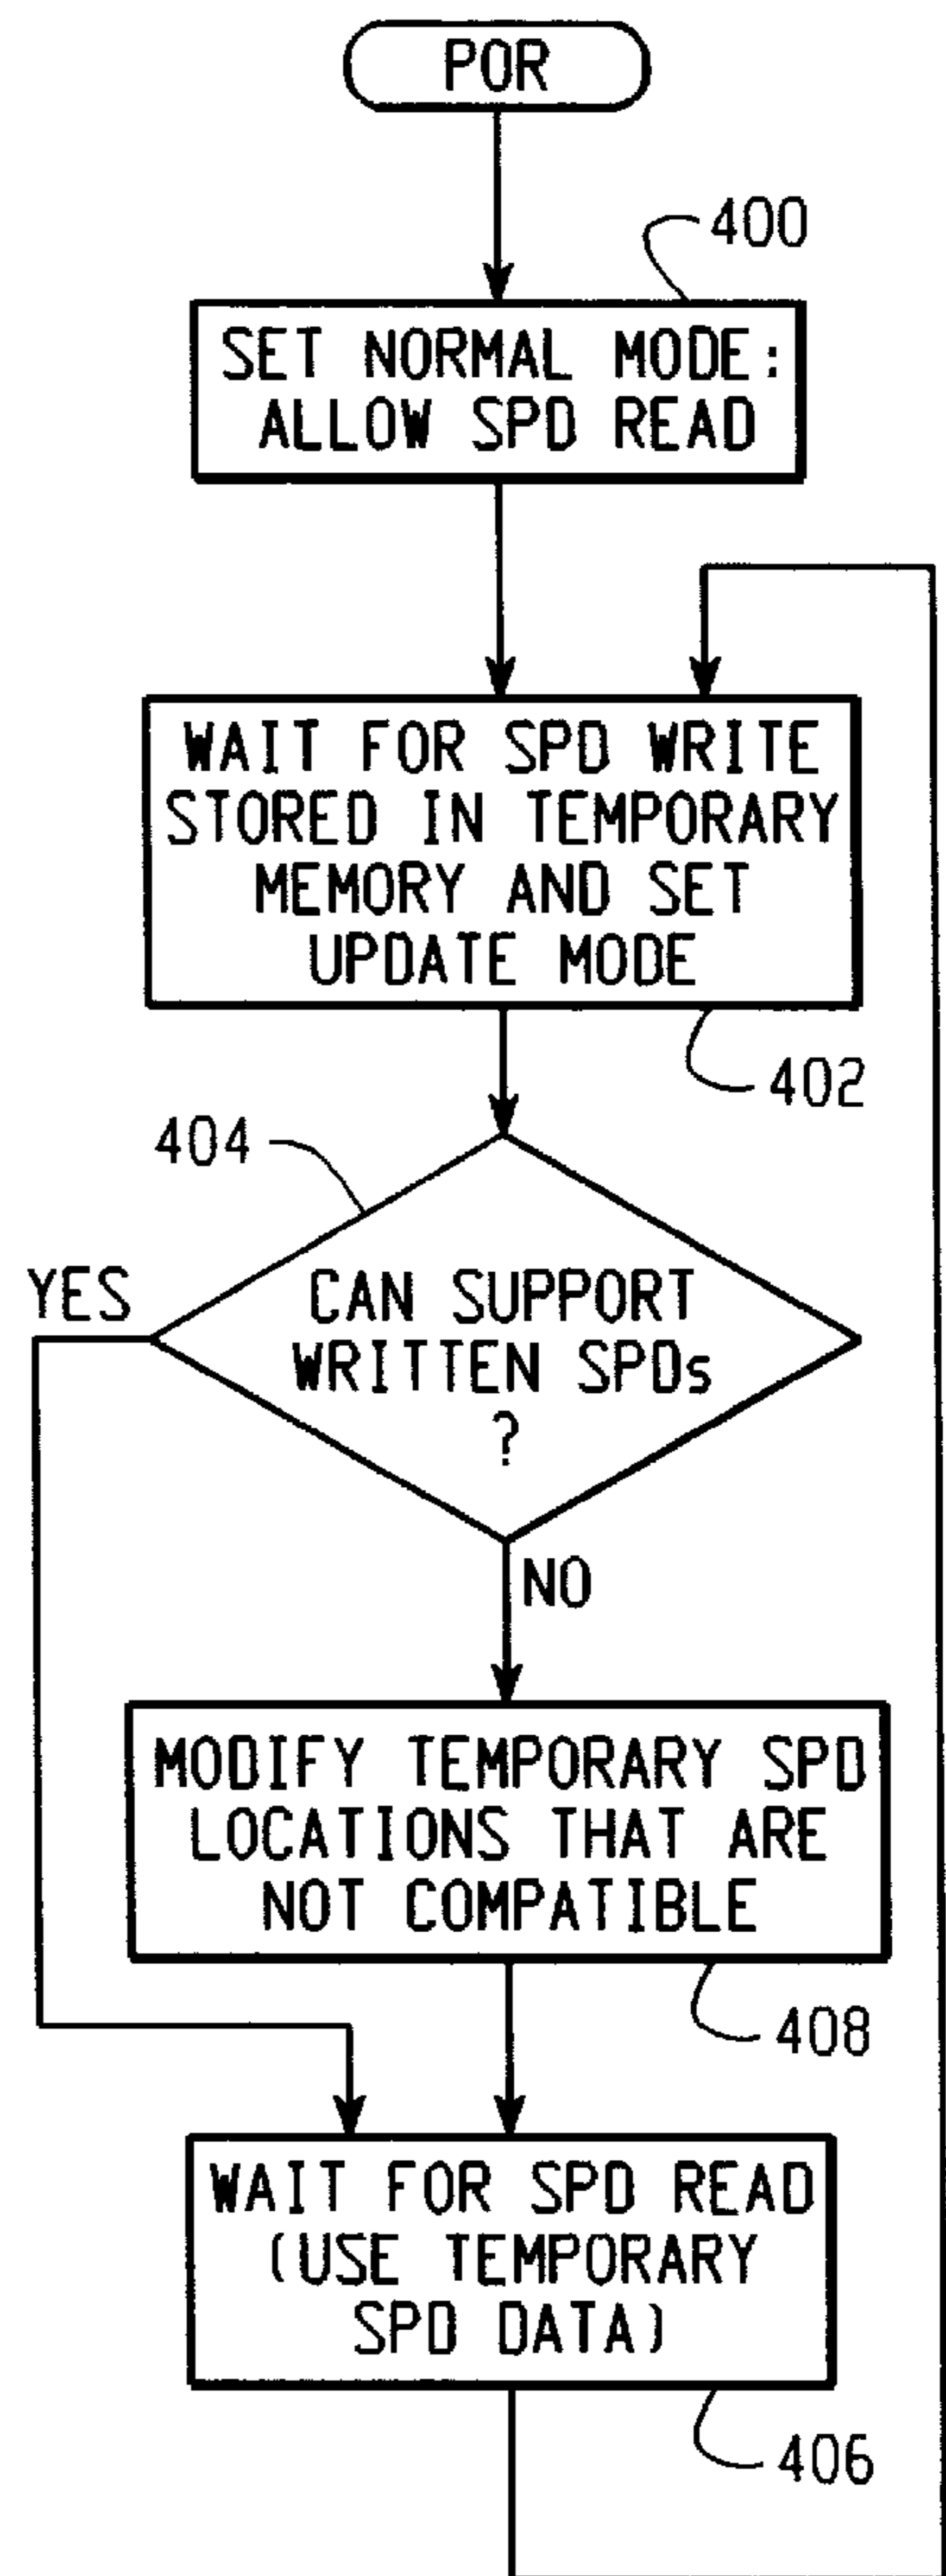 POR
400
SET NORMAL MODE:
ALLOW SPD READ
WAIT FOR SPD WRITE
STORED IN TEMPORARY
MEMORY AND SET
UPDATE MODE
402
404
YES
CAN SUPPORT
WRITTEN SPDs
?
NO
MODIFY TEMPORARY SPD
LOCATIONS THAT ARE
NOT COMPATIBLE
408
WAIT FOR SPD READ
(USE TEMPORARY
SPD DATA)
406